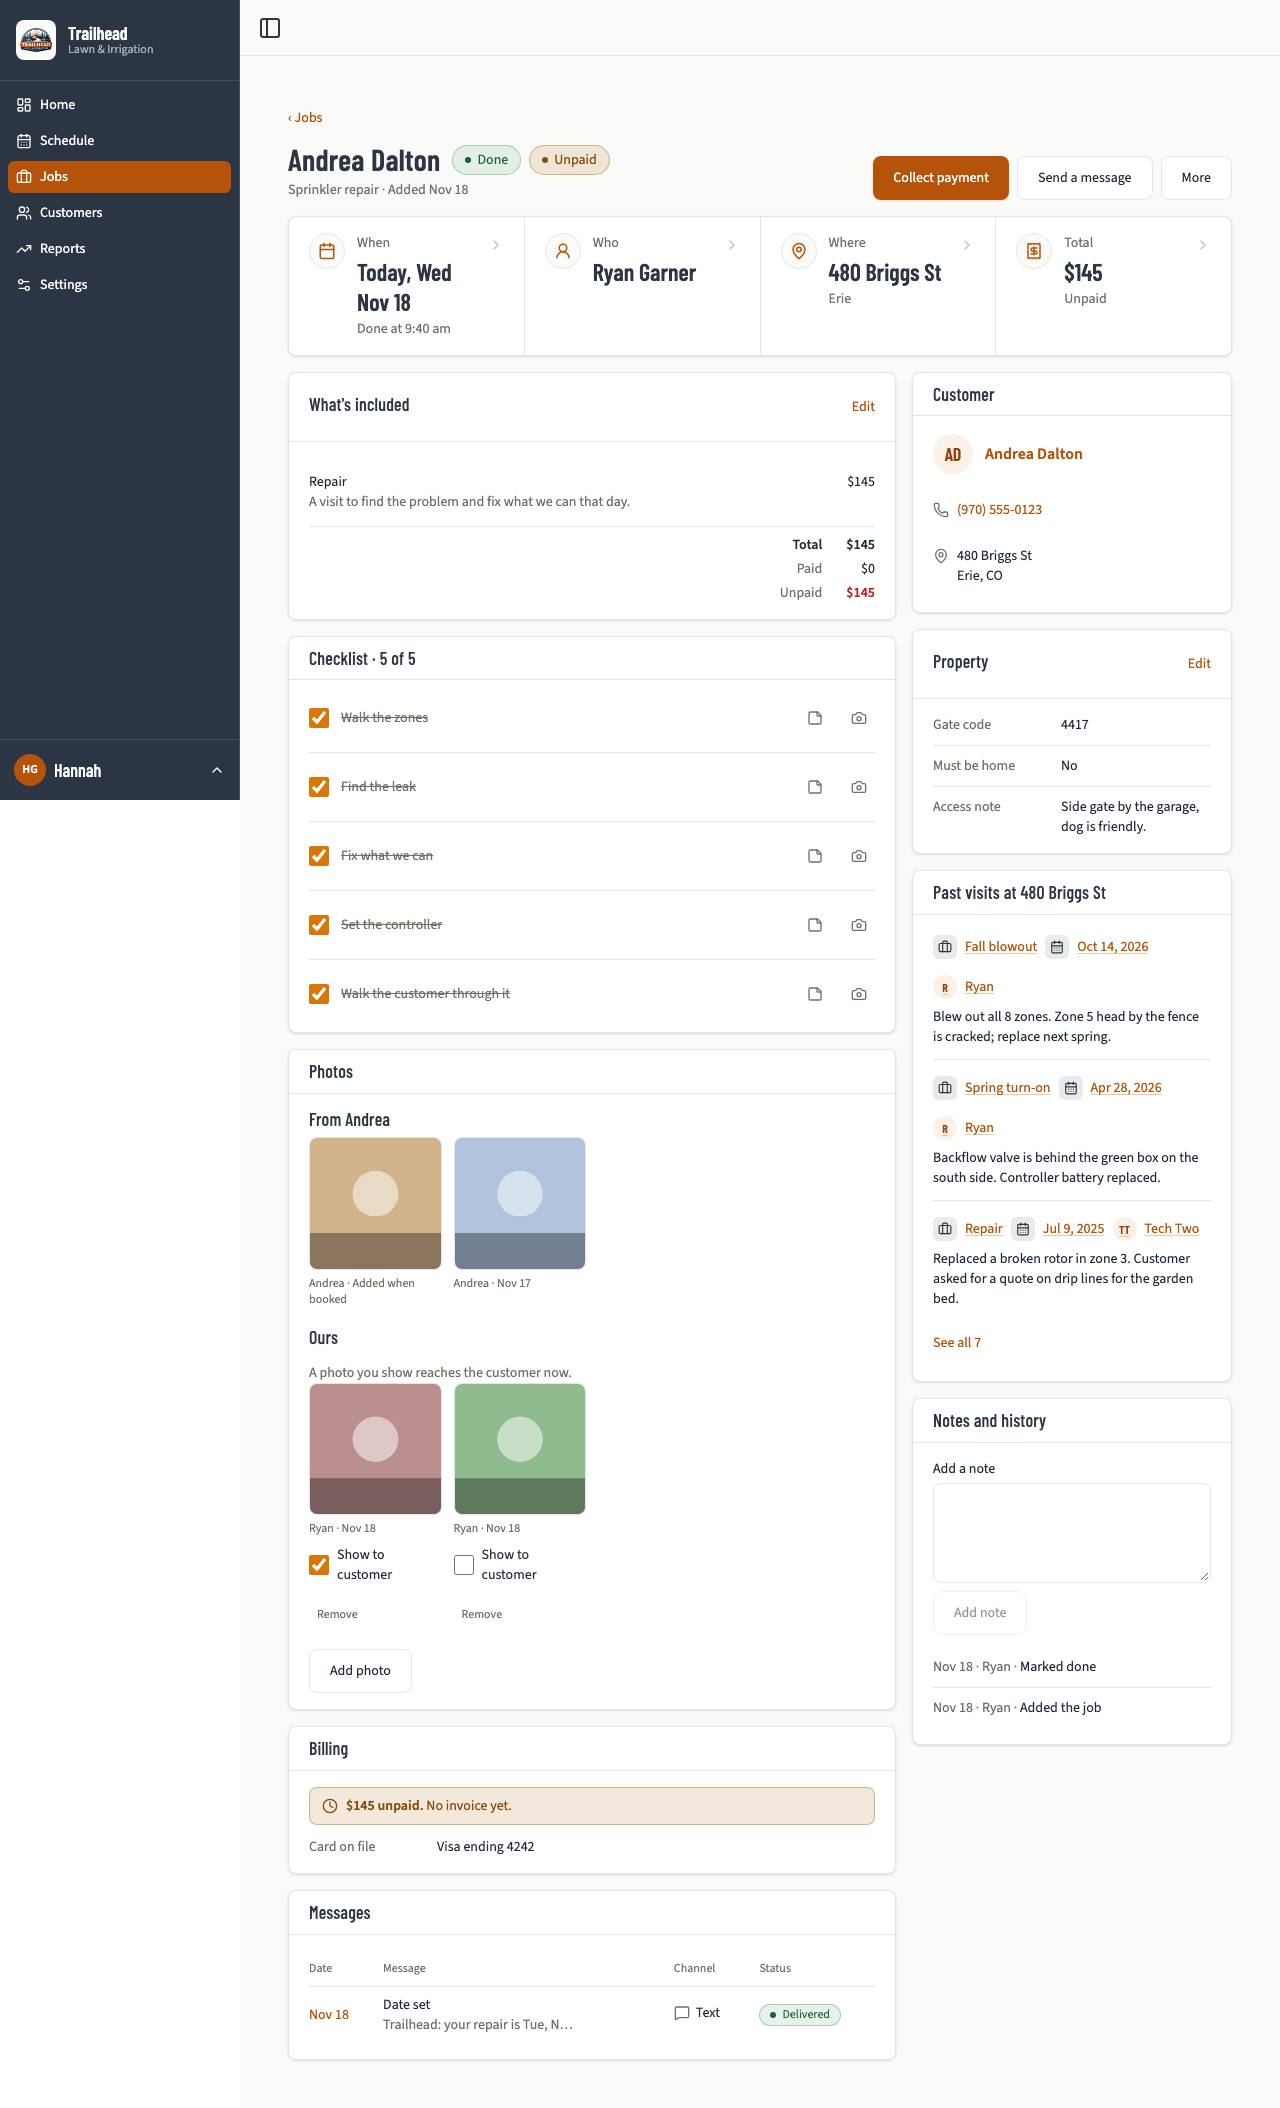 Trailhead
Lawn & Irrigation
TRAILHEAD
Home
Schedule
Jobs
Customers
Reports
Settings
HG
Hannah
‹ Jobs
Andrea Dalton
Done
Unpaid
Sprinkler repair · Added Nov 18
Collect payment
Send a message
More
When
Today, Wed
Nov 18
Done at 9:40 am
Who
Ryan Garner
Where
480 Briggs St
Erie
Total
$145
Unpaid
What's included
Edit
Repair
$145
A visit to find the problem and fix what we can that day.
Total $145
Paid $0
Unpaid $145
Checklist · 5 of 5
Walk the zones
Find the leak
Fix what we can
Set the controller
Walk the customer through it
Photos
From Andrea
Andrea · Added when
booked
Andrea · Nov 17
Ours
A photo you show reaches the customer now.
Ryan · Nov 18
Show to
customer
Remove
Ryan · Nov 18
Show to
customer
Remove
Add photo
Billing
$145 unpaid. No invoice yet.
Card on file Visa ending 4242
Messages
Date Message Channel Status
Nov 18
Date set
Trailhead: your repair is Tue, N…
Text
Delivered
Customer
AD
Andrea Dalton
(970) 555-0123
480 Briggs St
Erie, CO
Property
Edit
Gate code 4417
Must be home No
Access note Side gate by the garage,
dog is friendly.
Past visits at 480 Briggs St
Fall blowout Oct 14, 2026
R Ryan
Blew out all 8 zones. Zone 5 head by the fence
is cracked; replace next spring.
Spring turn-on Apr 28, 2026
R Ryan
Backflow valve is behind the green box on the
south side. Controller battery replaced.
Repair Jul 9, 2025 TT Tech Two
Replaced a broken rotor in zone 3. Customer
asked for a quote on drip lines for the garden
bed.
See all 7
Notes and history
Add a note
Add note
Nov 18 · Ryan · Marked done
Nov 18 · Ryan · Added the job